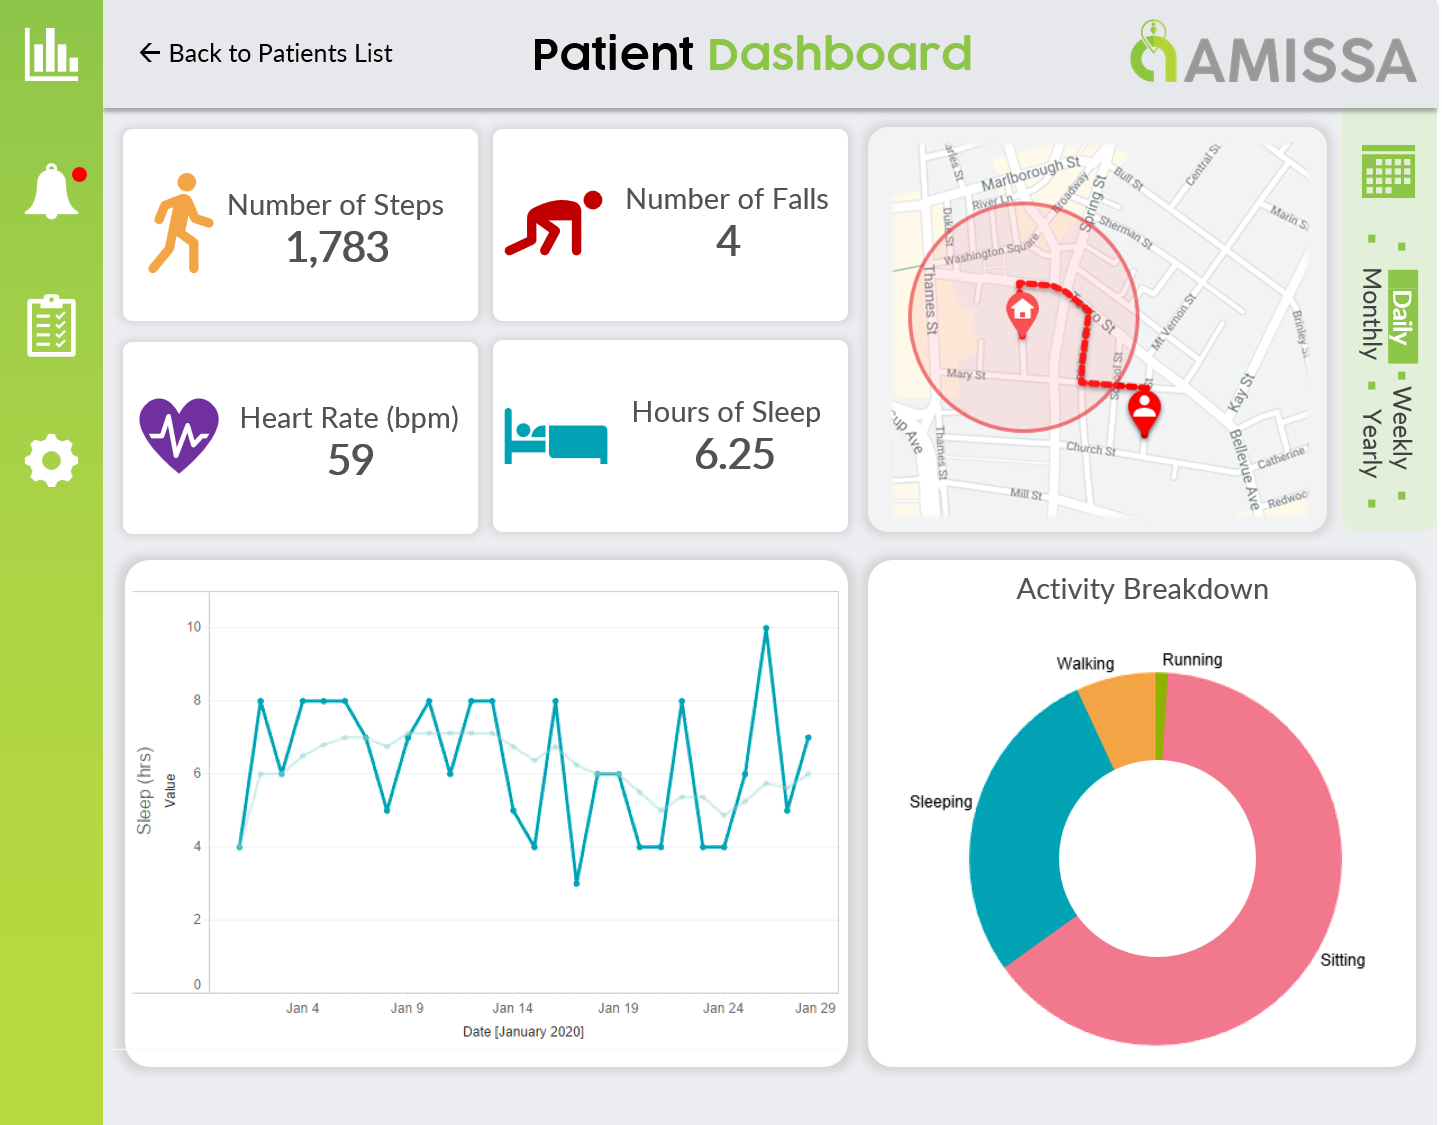 ← Back to Patients List
Patient Dashboard
AMISSA
Number of Steps
1,783
Number of Falls
4
Heart Rate (bpm)
59
Hours of Sleep
6.25
Marlborough St
River Ln
Broadway
Spring St
Bull St
Central St
Marin S
Duke St
Sherman St
Washington Square
Thames St
Mt Vernon St
Brinley S
Mary St
Kay St
Thames St
Church St
Bellevue Ave
Catherine
Mill St
Redwoo
Daily
Monthly
Weekly
Yearly
10
8
6
4
2
0
Sleep (hrs)
Value
Jan 4
Jan 9
Jan 14
Jan 19
Jan 24
Jan 29
Date [January 2020]
Activity Breakdown
Walking
Running
Sleeping
Sitting